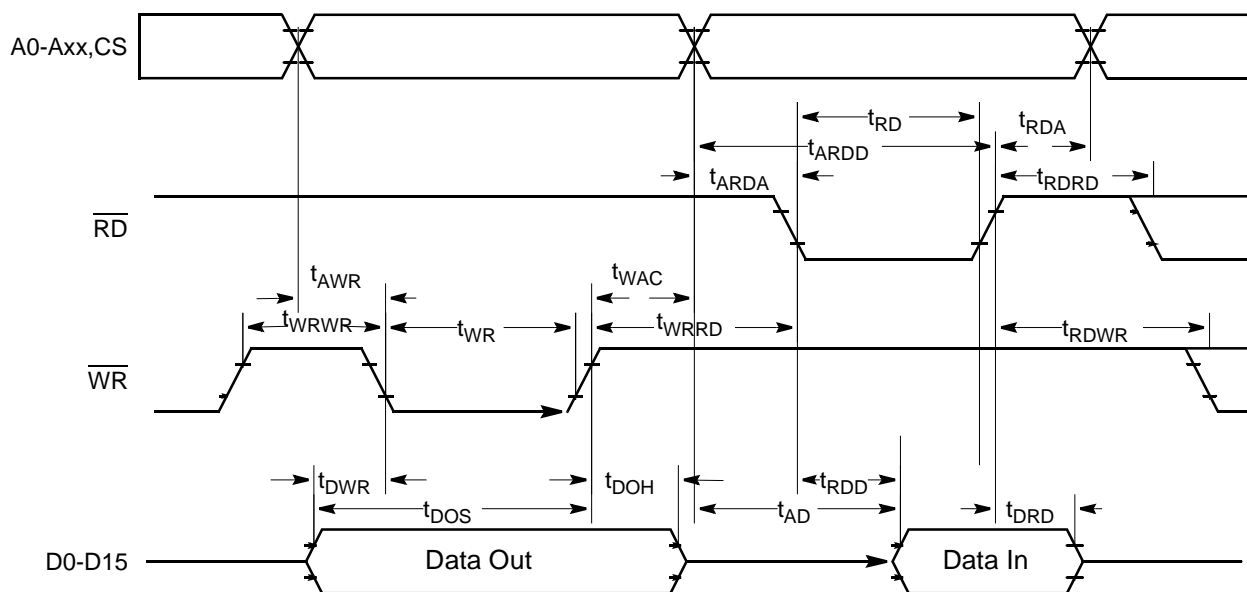 A0-Axx,CS
tRD
tRDA
tARDD
tARDA
tRDRD
RD
tAWR
tWAC
tWRWR
tWR
tWRRD
tRDWR
WR
tDWR
tDOH
tRDD
tDOS
tAD
tDRD
D0-D15
Data Out
Data In